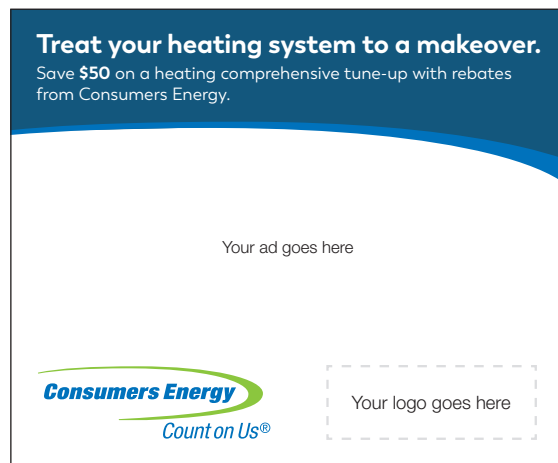 Treat your heating system to a makeover.
Save $50 on a heating comprehensive tune-up with rebates
from Consumers Energy.
Your ad goes here
Consumers Energy
Count on Us®
Your logo goes here